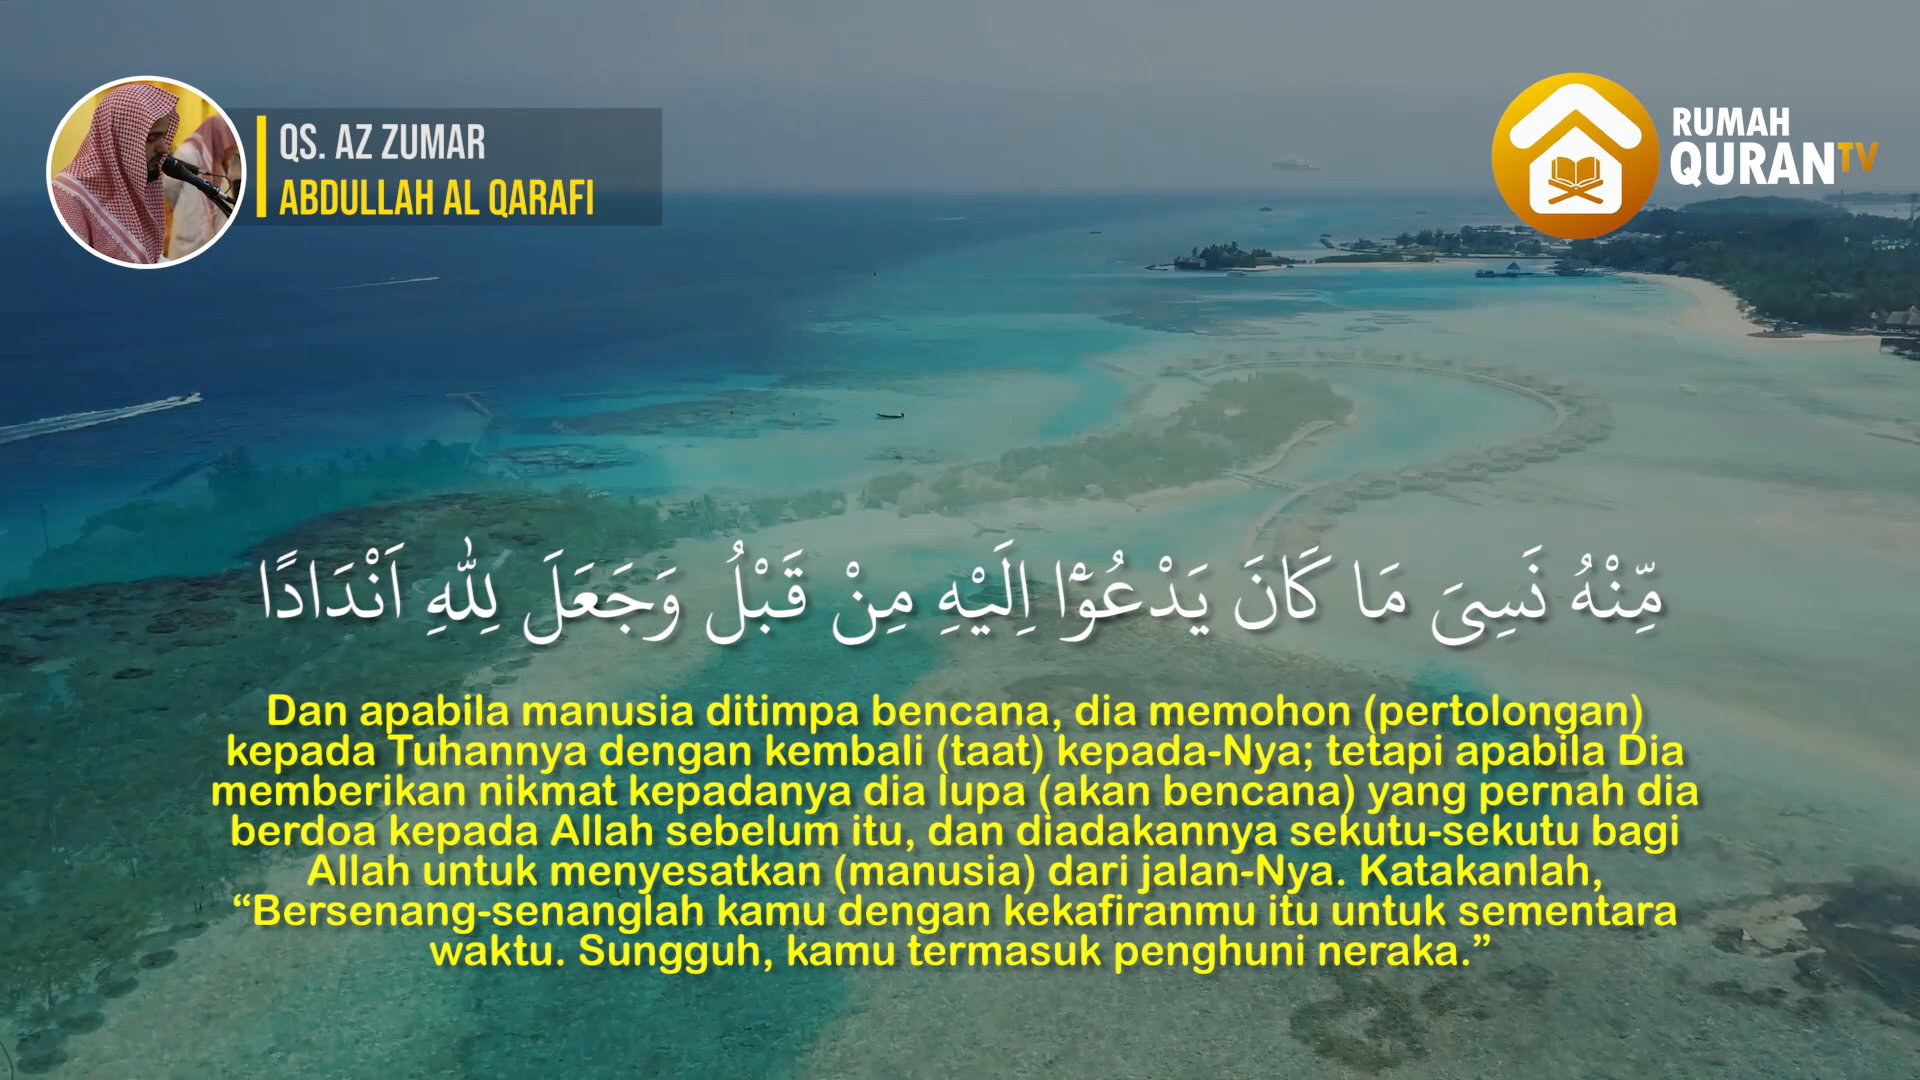 QS. AZ ZUMAR
ABDULLAH AL QARAFI
RUMAH
QURANTV
مِّنْهُ نَسِيَ مَا كَانَ يَدْعُوْٓا اِلَيْهِ مِنْ قَبْلُ وَجَعَلَ لِلّٰهِ اَنْدَادًا
Dan apabila manusia ditimpa bencana, dia memohon (pertolongan)
kepada Tuhannya dengan kembali (taat) kepada-Nya; tetapi apabila Dia
memberikan nikmat kepadanya dia lupa (akan bencana) yang pernah dia
berdoa kepada Allah sebelum itu, dan diadakannya sekutu-sekutu bagi
Allah untuk menyesatkan (manusia) dari jalan-Nya. Katakanlah,
“Bersenang-senanglah kamu dengan kekafiranmu itu untuk sementara
waktu. Sungguh, kamu termasuk penghuni neraka.”